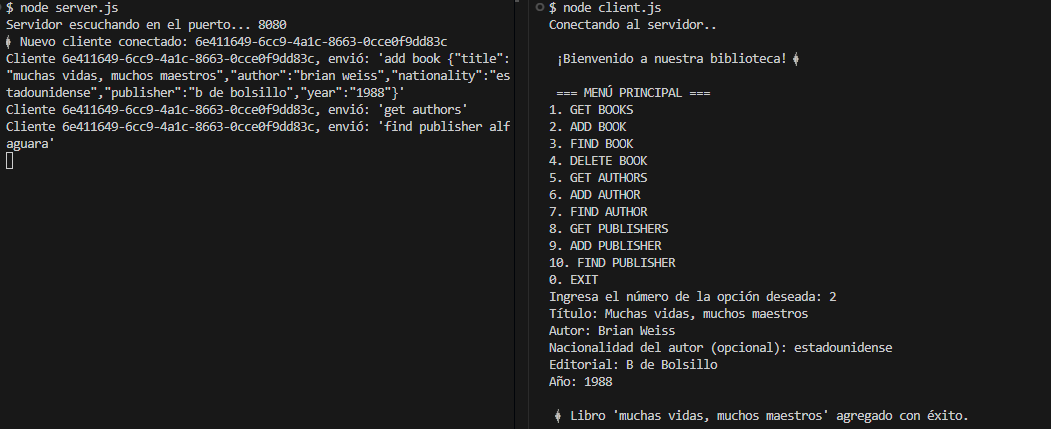 $ node server.js
Servidor escuchando en el puerto... 8080
Nuevo cliente conectado: 6e411649-6cc9-4a1c-8663-0cce0f9dd83c
Cliente 6e411649-6cc9-4a1c-8663-0cce0f9dd83c, envió: 'add book {"title":
"muchas vidas, muchos maestros","author":"brian weiss","nationality":"es
tadounidense","publisher":"b de bolsillo","year":"1988"}'
Cliente 6e411649-6cc9-4a1c-8663-0cce0f9dd83c, envió: 'get authors'
Cliente 6e411649-6cc9-4a1c-8663-0cce0f9dd83c, envió: 'find publisher alf
aguara'
$ node client.js
Conectando al servidor..
¡Bienvenido a nuestra biblioteca!
=== MENÚ PRINCIPAL ===
1. GET BOOKS
2. ADD BOOK
3. FIND BOOK
4. DELETE BOOK
5. GET AUTHORS
6. ADD AUTHOR
7. FIND AUTHOR
8. GET PUBLISHERS
9. ADD PUBLISHER
10. FIND PUBLISHER
0. EXIT
Ingresa el número de la opción deseada: 2
Título: Muchas vidas, muchos maestros
Autor: Brian Weiss
Nacionalidad del autor (opcional): estadounidense
Editorial: B de Bolsillo
Año: 1988
Libro 'muchas vidas, muchos maestros' agregado con éxito.